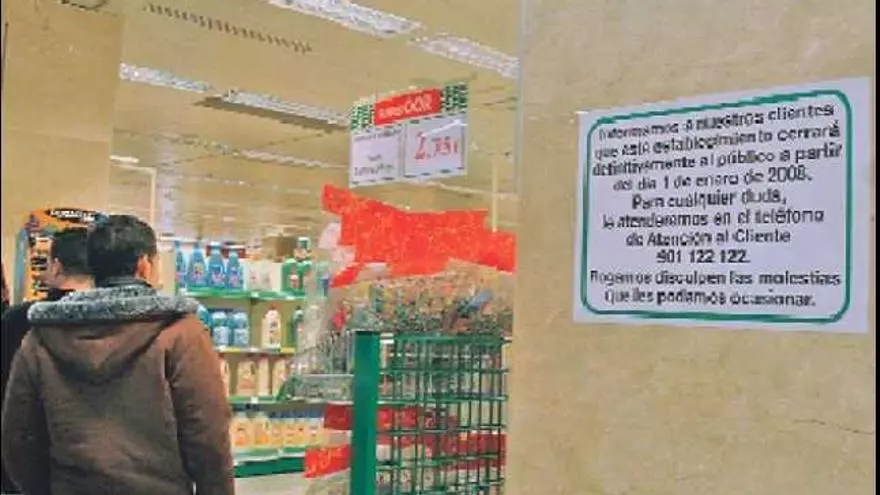 2,75€
Informamos a nuestros clientes
que este establecimiento cerrará
definitivamente al público a partir
del día 1 de enero de 2008.
Para cualquier duda,
le atenderemos en el teléfono
de Atención al Cliente
901 122 122.
Rogamos disculpen las molestias
que les podamos ocasionar.